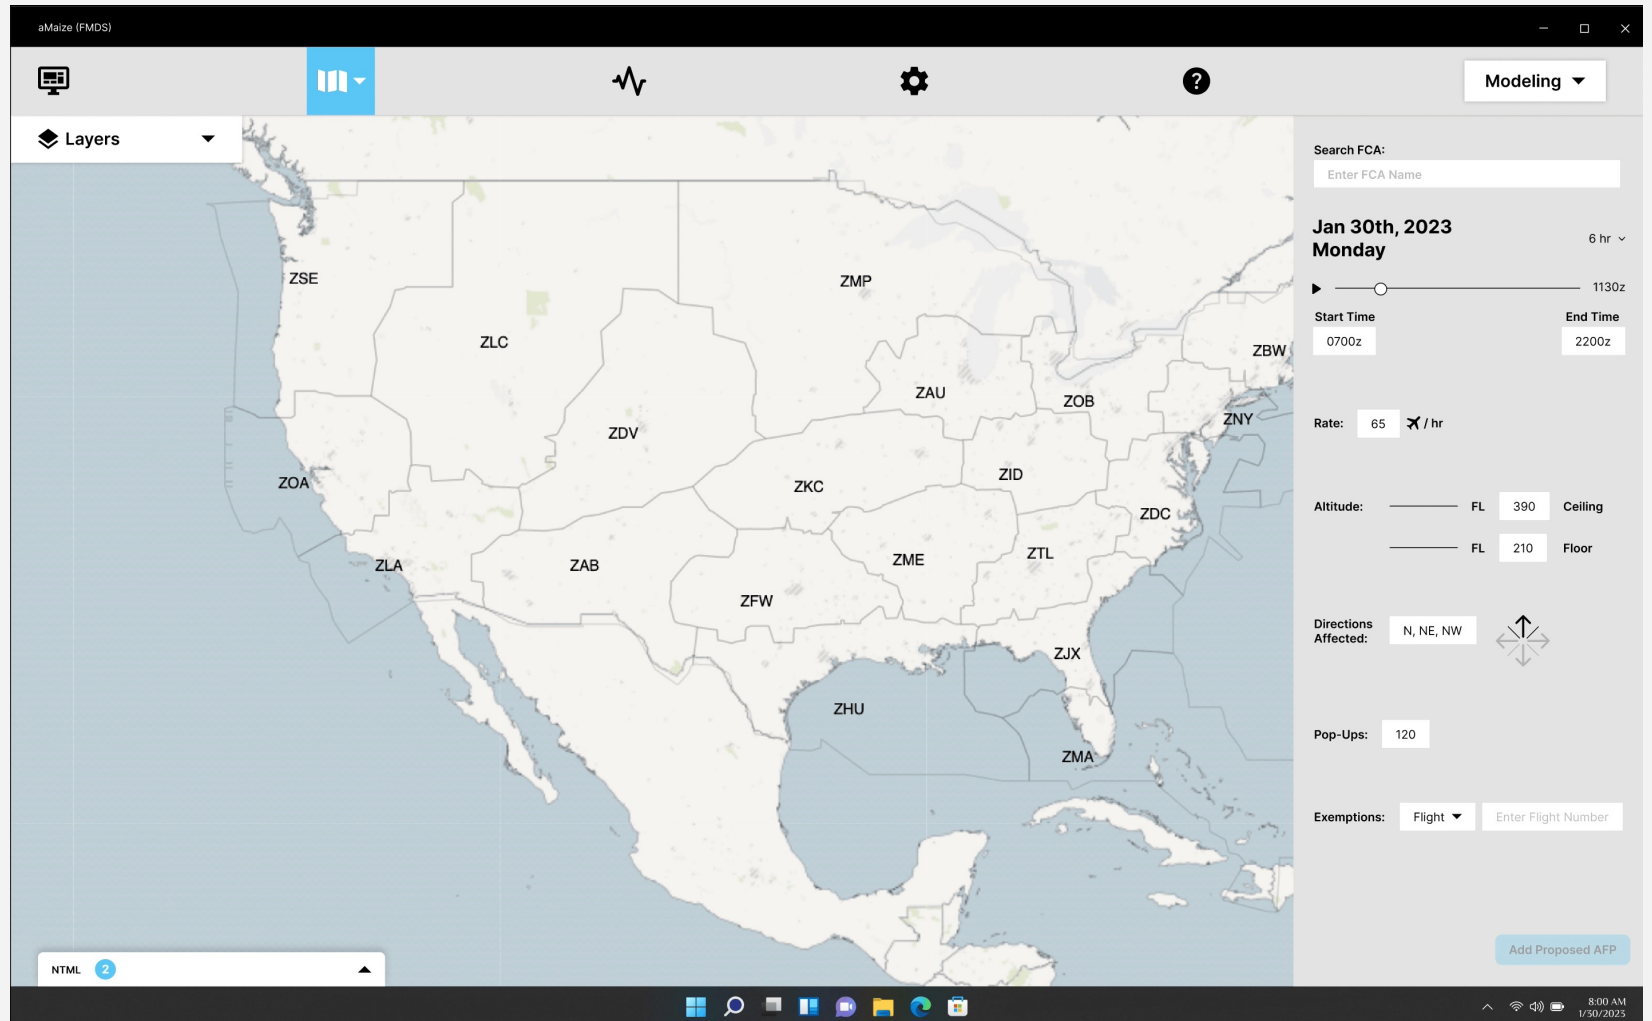 aMaize (FMDS)
Modeling
Layers
Search FCA:
Enter FCA Name
Jan 30th, 2023
Monday
6 hr
1130z
Start Time
End Time
0700z
2200z
Rate:
65
/ hr
Altitude:
FL
390
Ceiling
FL
210
Floor
Directions
Affected:
N, NE, NW
Pop-Ups:
120
Exemptions:
Flight
Enter Flight Number
Add Proposed AFP
ZSE
ZMP
ZLC
ZBW
ZAU
ZOB
ZNY
ZDV
ZID
ZOA
ZKC
ZDC
ZTL
ZME
ZLA
ZAB
ZFW
ZJX
ZHU
ZMA
NTML
2
8:00 AM
1/30/2023